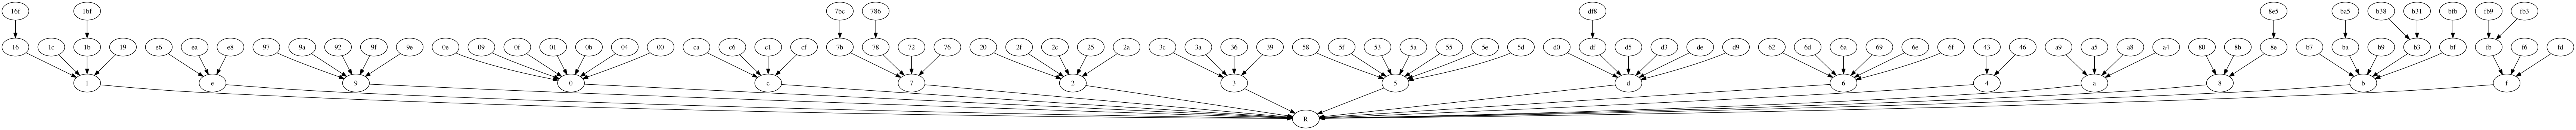 16f 1bf 7bc 786 df8 8e5 ba5 b38 b31 bfb fb9 fb3
16 1c 1b 19 e6 ea e8 97 9a 92 9f 9e 0e 09 0f 01 0b 04 00 ca c6 c1 cf 7b 78 72 76 20 2f 2c 25 2a 3c 3a 36 39 58 5f 53 5a 55 5e 5d d0 df d5 d3 de d9 62 6d 6a 69 6e 6f 43 46 a9 a5 a8 a4 80 8b 8e b7 ba b9 b3 bf fb f6 fd
1 e 9 0 c 7 2 3 5 d 6 4 a 8 b f
R